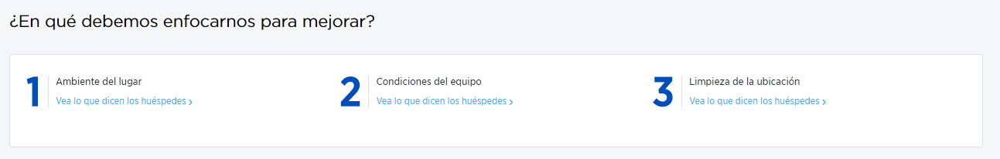 ¿En qué debemos enfocarnos para mejorar?
1
Ambiente del lugar
Vea lo que dicen los huéspedes ›
2
Condiciones del equipo
Vea lo que dicen los huéspedes ›
3
Limpieza de la ubicación
Vea lo que dicen los huéspedes ›